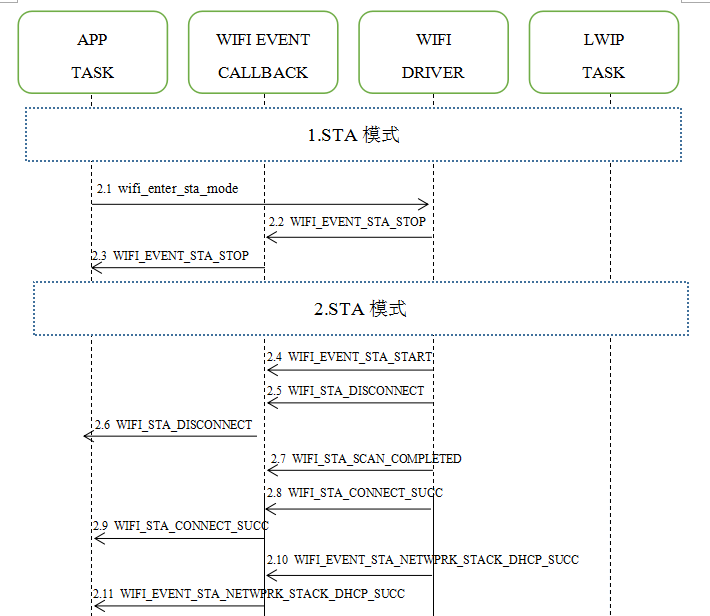 APP
TASK
WIFI EVENT
CALLBACK
WIFI
DRIVER
LWIP
TASK
1.STA 模式
2.1 wifi_enter_sta_mode
2.2 WIFI_EVENT_STA_STOP
2.3 WIFI_EVENT_STA_STOP
2.STA 模式
2.4 WIFI_EVENT_STA_START
2.5 WIFI_STA_DISCONNECT
2.6 WIFI_STA_DISCONNECT
2.7 WIFI_STA_SCAN_COMPLETED
2.8 WIFI_STA_CONNECT_SUCC
2.9 WIFI_STA_CONNECT_SUCC
2.10 WIFI_EVENT_STA_NETWPRK_STACK_DHCP_SUCC
2.11 WIFI_EVENT_STA_NETWPRK_STACK_DHCP_SUCC